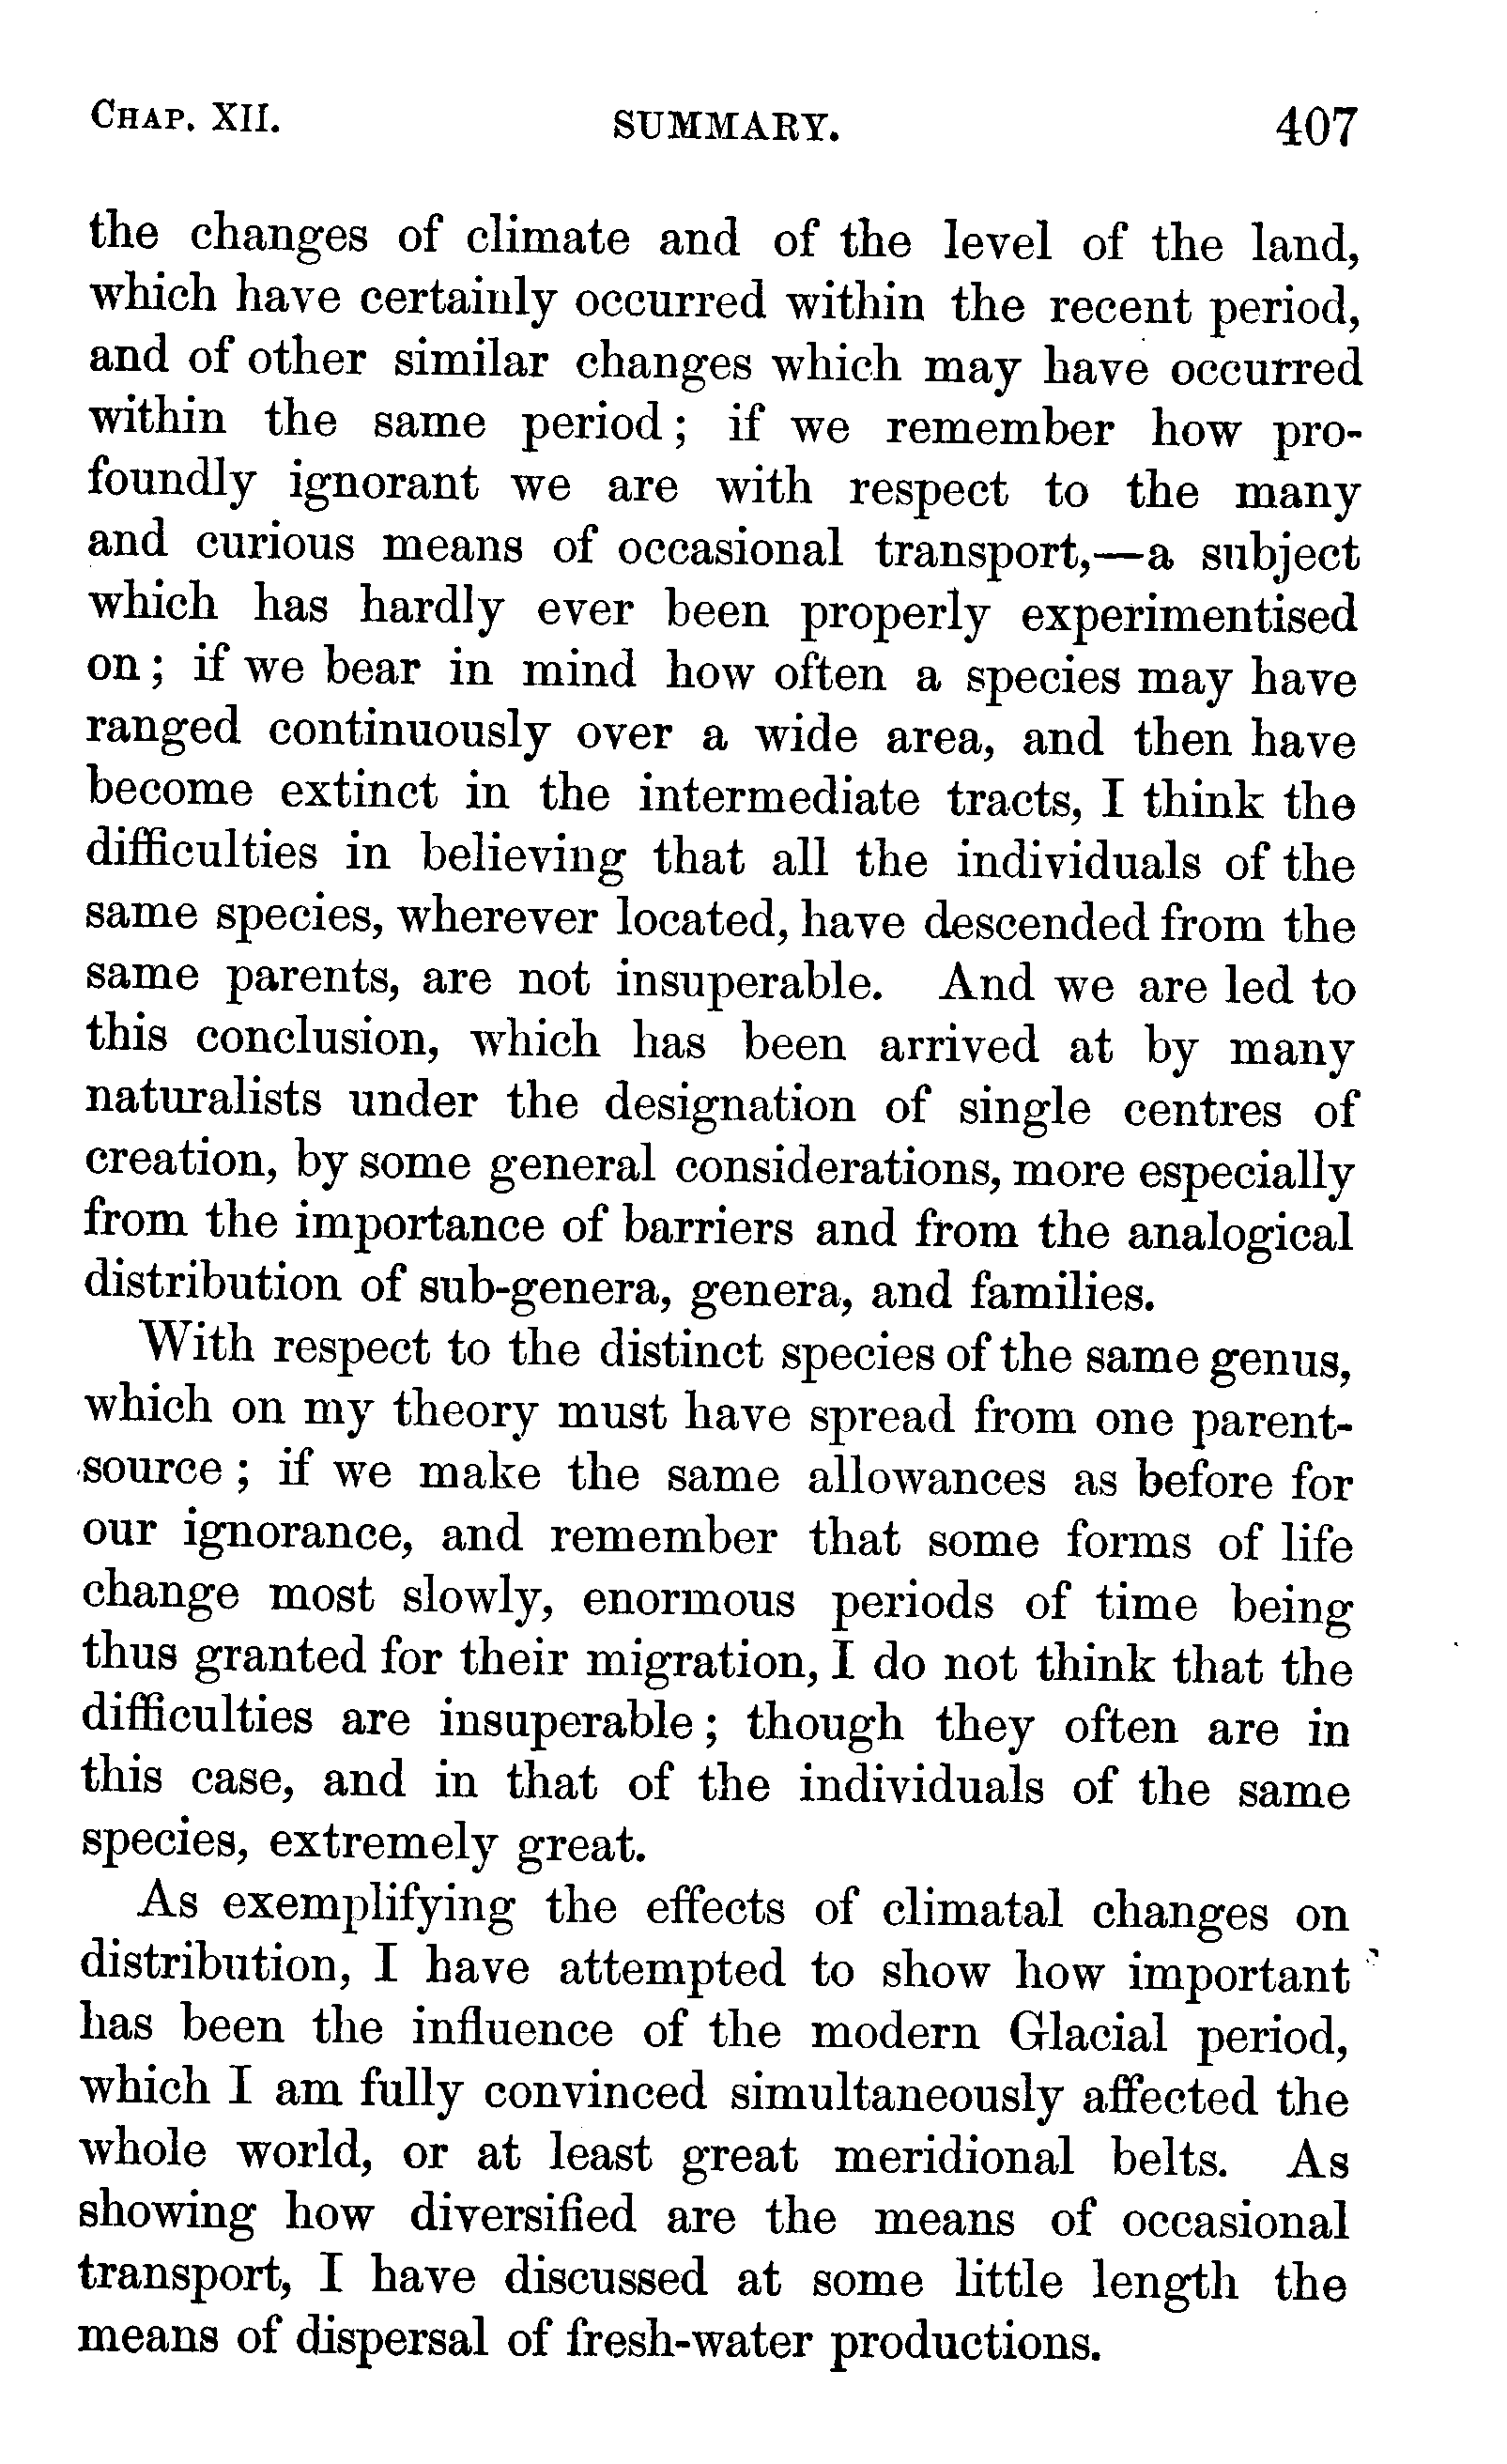 CHAP. XII. SUMMARY. 407
the changes of climate and of the level of the land,
which have certainly occurred within the recent period,
and of other similar changes which may have occurred
within the same period; if we remember how pro-
foundly ignorant we are with respect to the many
and curious means of occasional transport,—a subject
which has hardly ever been properly experimentised
on; if we bear in mind how often a species may have
ranged continuously over a wide area, and then have
become extinct in the intermediate tracts, I think the
difficulties in believing that all the individuals of the
same species, wherever located, have descended from the
same parents, are not insuperable. And we are led to
this conclusion, which has been arrived at by many
naturalists under the designation of single centres of
creation, by some general considerations, more especially
from the importance of barriers and from the analogical
distribution of sub-genera, genera, and families.
With respect to the distinct species of the same genus,
which on my theory must have spread from one parent-
source; if we make the same allowances as before for
our ignorance, and remember that some forms of life
change most slowly, enormous periods of time being
thus granted for their migration, I do not think that the
difficulties are insuperable; though they often are in
this case, and in that of the individuals of the same
species, extremely great.
As exemplifying the effects of climatal changes on
distribution, I have attempted to show how important
has been the influence of the modern Glacial period,
which I am fully convinced simultaneously affected the
whole world, or at least great meridional belts. As
showing how diversified are the means of occasional
transport, I have discussed at some little length the
means of dispersal of fresh-water productions.